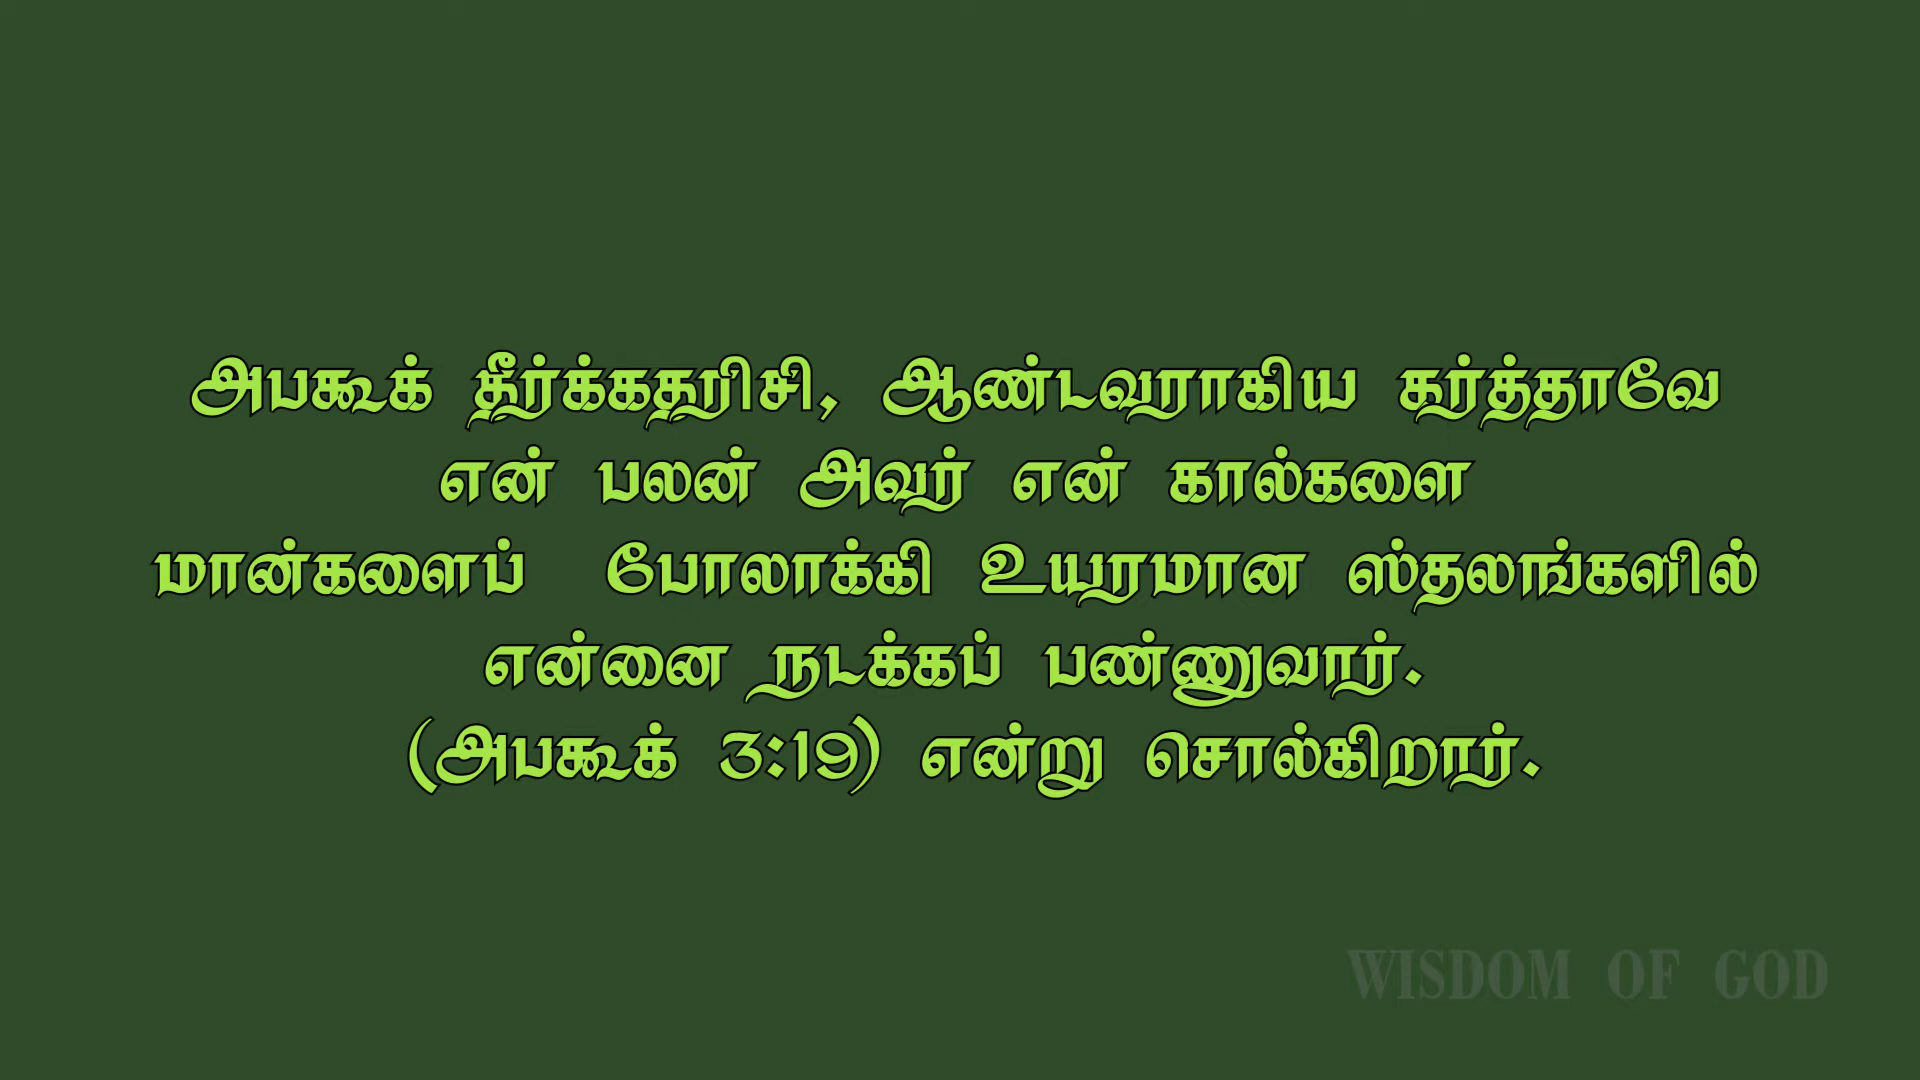 அபகூக் தீர்க்கதரிசி, ஆண்டவராகிய கர்த்தாவே
என் பலன் அவர் என் கால்களை
மான்களைப் போலாக்கி உயரமான ஸ்தலங்களில்
என்னை நடக்கப் பண்ணுவார்.
(அபகூக் 3:19) என்று சொல்கிறார்.
WISDOM OF GOD